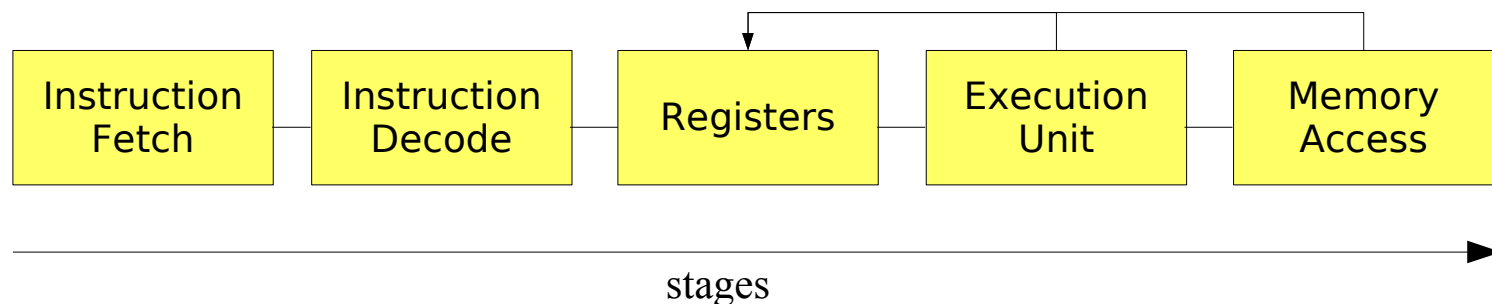 Instruction
Fetch
Instruction
Decode
Registers
Execution
Unit
Memory
Access
stages